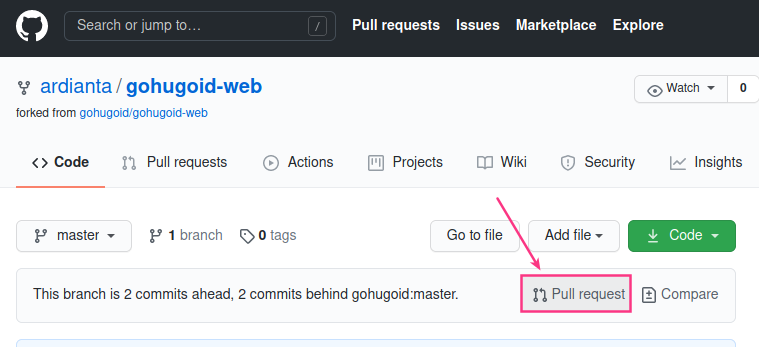 Search or jump to… / Pull requests Issues Marketplace Explore
ardianta / gohugoid-web Watch 0
forked from gohugoid/gohugoid-web
Code Pull requests Actions Projects Wiki Security Insights
master 1 branch 0 tags Go to file Add file Code
This branch is 2 commits ahead, 2 commits behind gohugoid:master. Pull request Compare